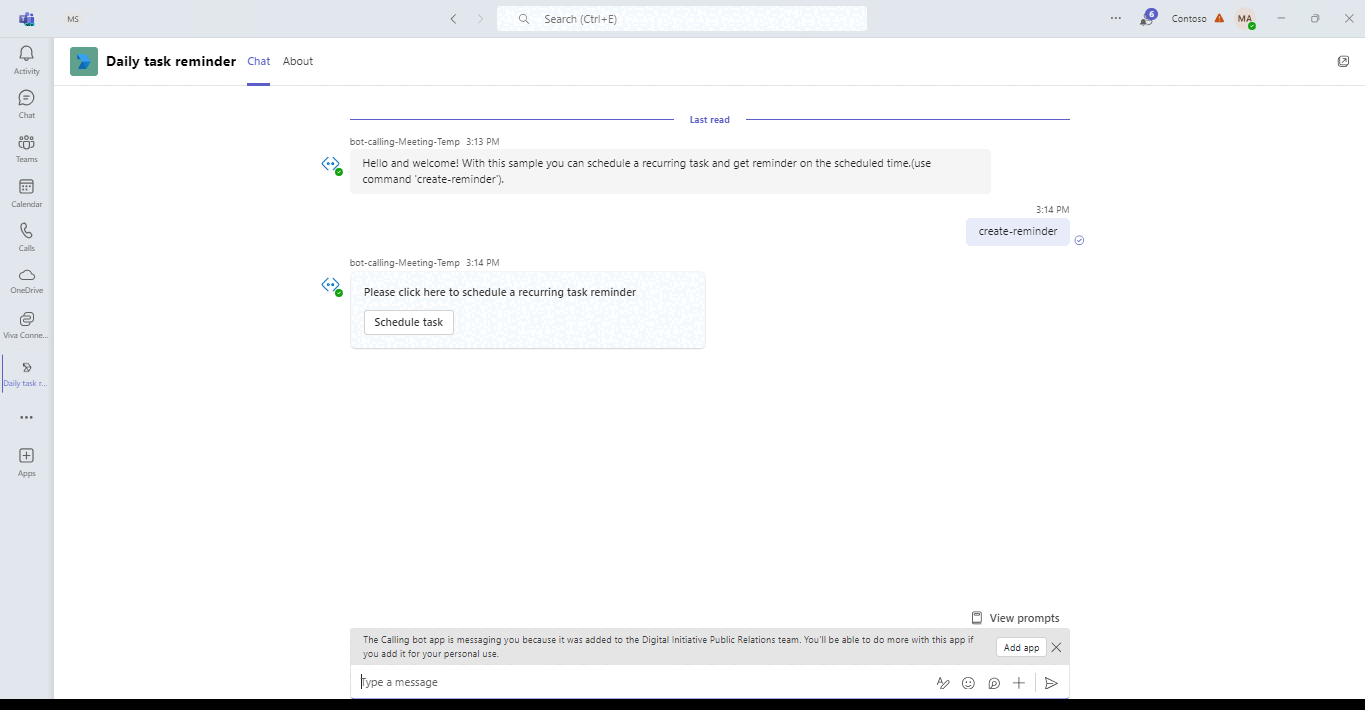 MS
Search (Ctrl+E)
6
Contoso
MA
Activity
Chat
Teams
Calendar
Calls
OneDrive
Viva Conne...
Daily task r...
Apps
Daily task reminder
Chat
About
Last read
bot-calling-Meeting-Temp 3:13 PM
Hello and welcome! With this sample you can schedule a recurring task and get reminder on the scheduled time.(use
command 'create-reminder').
3:14 PM
create-reminder
bot-calling-Meeting-Temp 3:14 PM
Please click here to schedule a recurring task reminder
Schedule task
View prompts
The Calling bot app is messaging you because it was added to the Digital Initiative Public Relations team. You'll be able to do more with this app if
you add it for your personal use.
Add app
Type a message